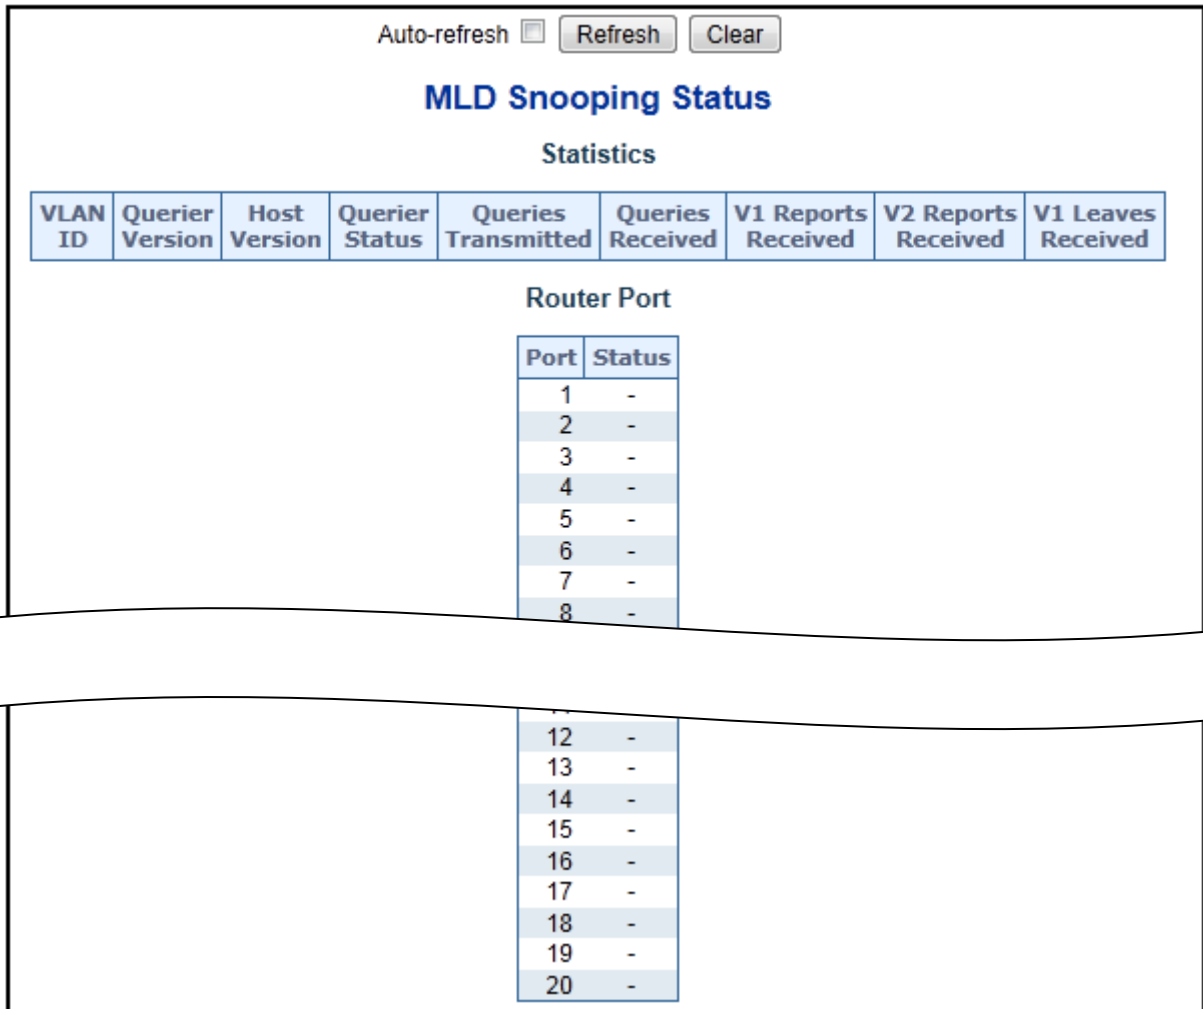 Auto-refresh Refresh Clear
MLD Snooping Status
Statistics
VLAN ID Querier Version Host Version Querier Status Queries Transmitted Queries Received V1 Reports Received V2 Reports Received V1 Leaves Received
Router Port
Port Status
1 -
2 -
3 -
4 -
5 -
6 -
7 -
8 -
12 -
13 -
14 -
15 -
16 -
17 -
18 -
19 -
20 -